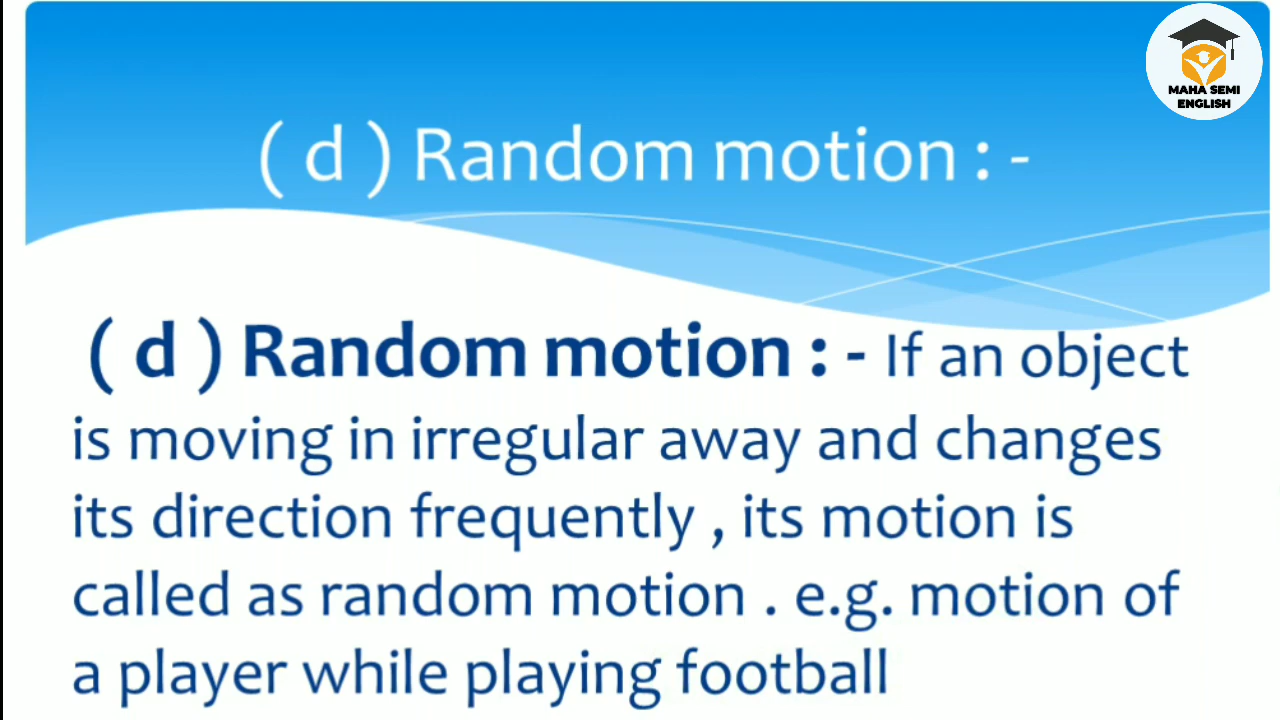 MAHA SEMI
ENGLISH
( d ) Random motion : -
( d ) Random motion : - If an object
is moving in irregular away and changes
its direction frequently , its motion is
called as random motion . e.g. motion of
a player while playing football